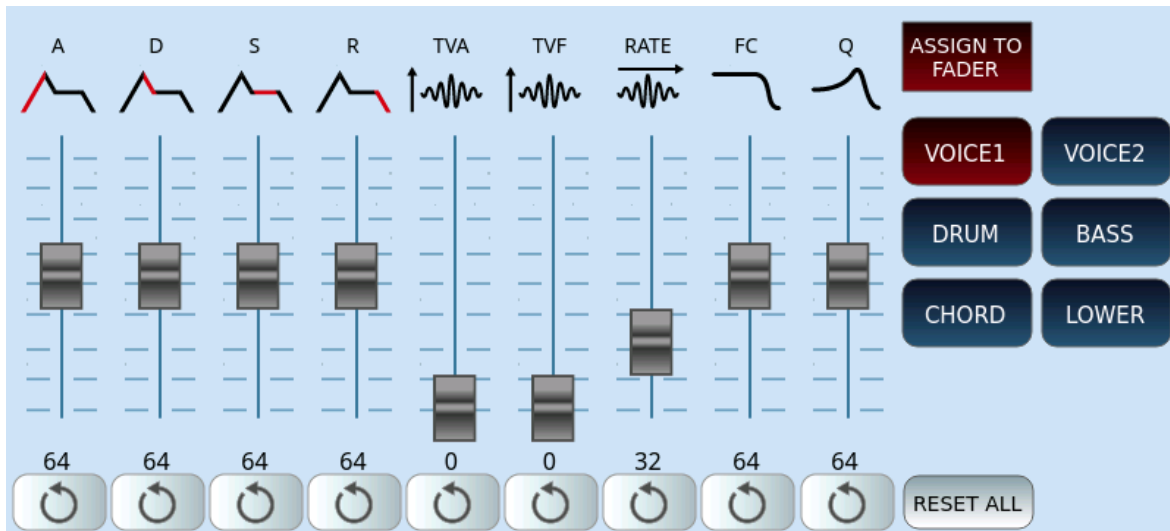 A D S R TVA TVF RATE FC Q
ASSIGN TO
FADER
VOICE1 VOICE2
DRUM BASS
CHORD LOWER
64 64 64 64 0 0 32 64 64
RESET ALL